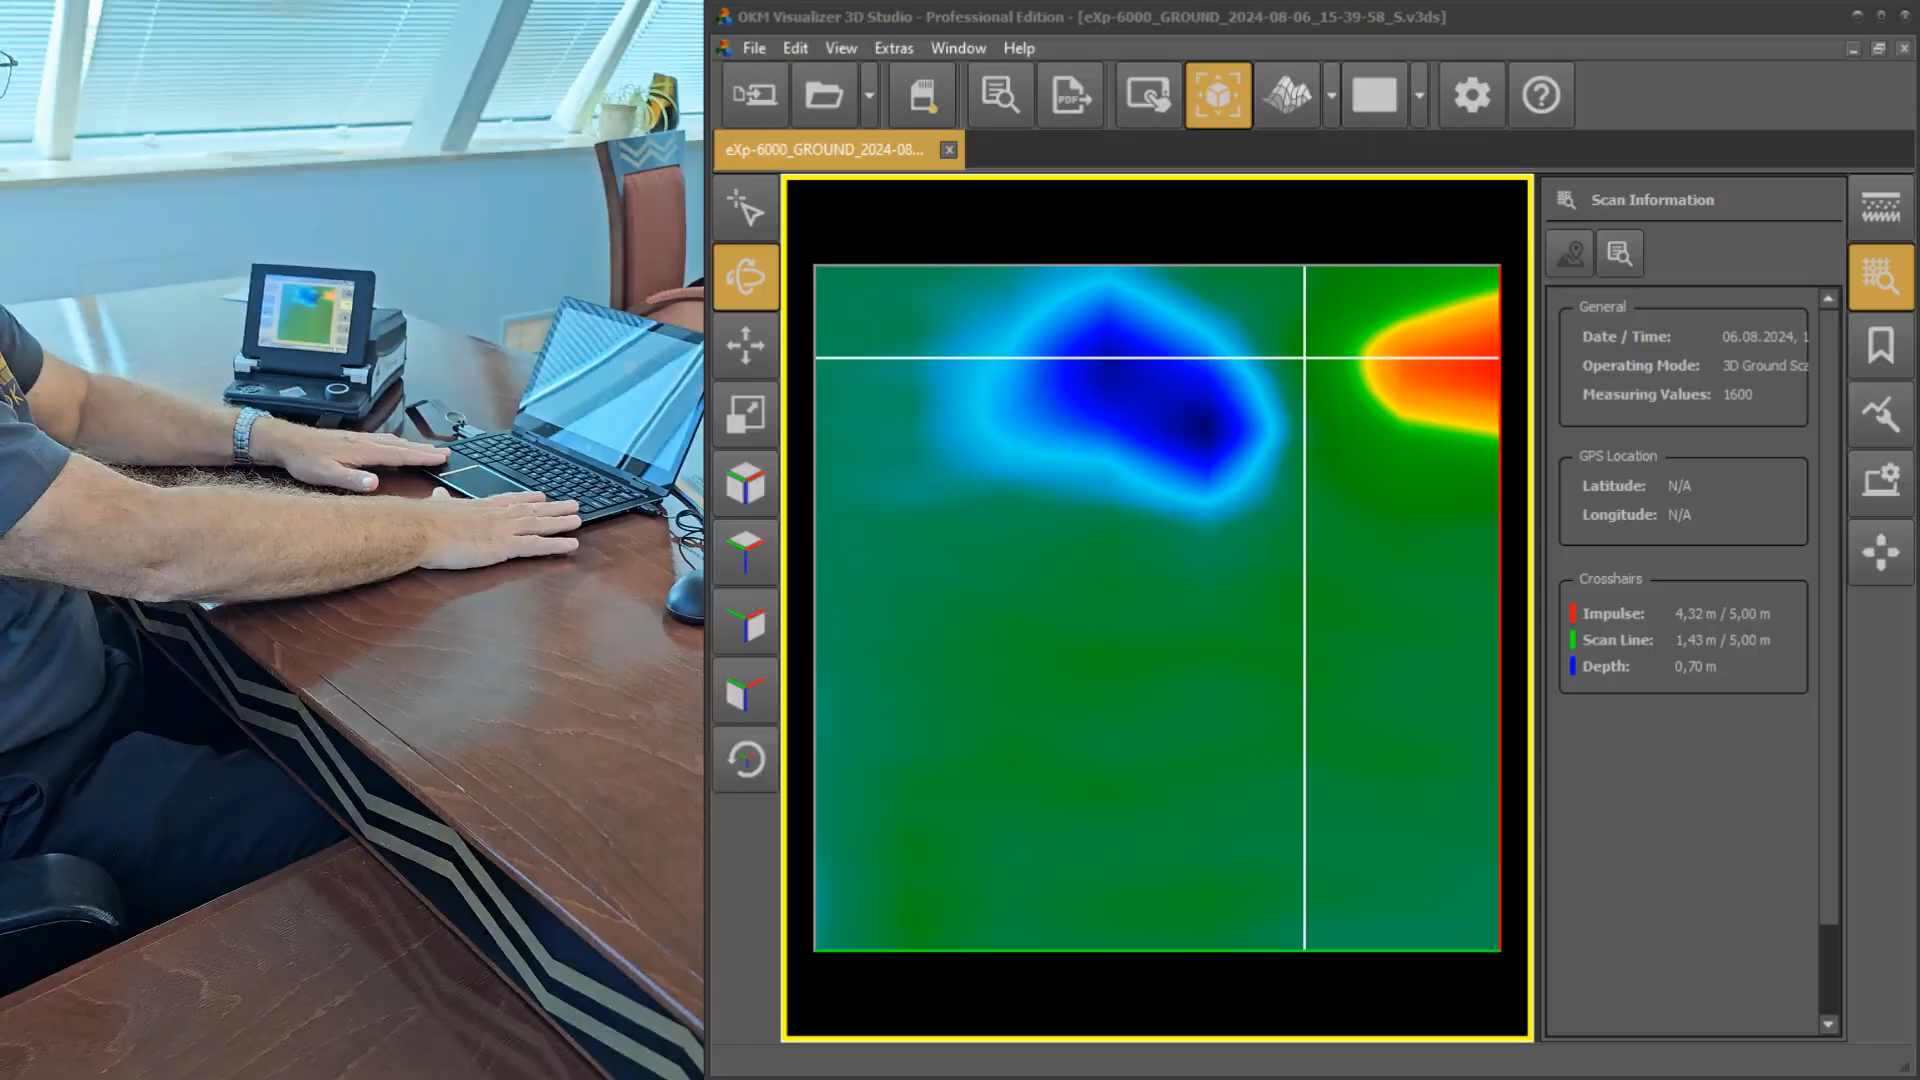 OKM Visualizer 3D Studio - Professional Edition - [eXp-6000_GROUND_2024-08-06_15-39-58_S.v3ds]
File Edit View Extras Window Help
PDF
eXp-6000_GROUND_2024-08...
Scan Information
General
Date / Time: 06.08.2024, 1
Operating Mode: 3D Ground Sca
Measuring Values: 1600
GPS Location
Latitude: N/A
Longitude: N/A
Crosshairs
Impulse: 4,32 m / 5,00 m
Scan Line: 1,43 m / 5,00 m
Depth: 0,70 m